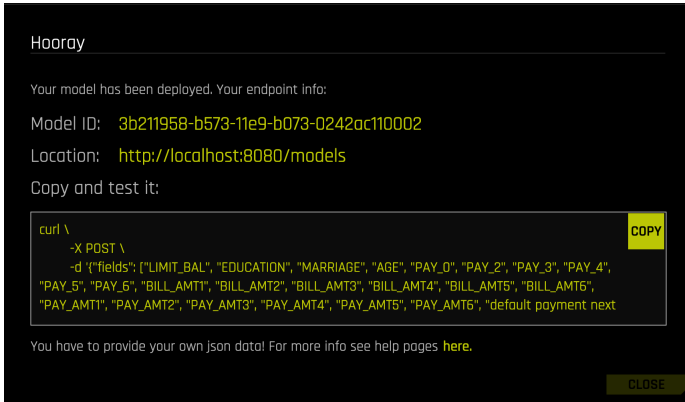 Hooray
Your model has been deployed. Your endpoint info:
Model ID: 3b211958-b573-11e9-b073-0242ac110002
Location: http://localhost:8080/models
Copy and test it:
curl \
COPY
-X POST \
-d '{"fields": ["LIMIT_BAL", "EDUCATION", "MARRIAGE", "AGE", "PAY_0", "PAY_2", "PAY_3", "PAY_4",
"PAY_5", "PAY_6", "BILL_AMT1", "BILL_AMT2", "BILL_AMT3", "BILL_AMT4", "BILL_AMT5", "BILL_AMT6",
"PAY_AMT1", "PAY_AMT2", "PAY_AMT3", "PAY_AMT4", "PAY_AMT5", "PAY_AMT6", "default payment next
You have to provide your own json data! For more info see help pages here.
CLOSE